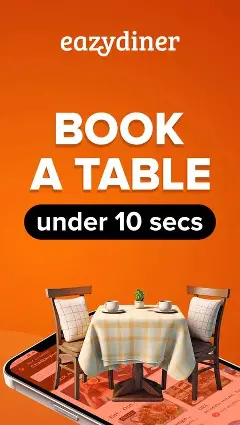 eazydiner
BOOK
A TABLE
under 10 secs